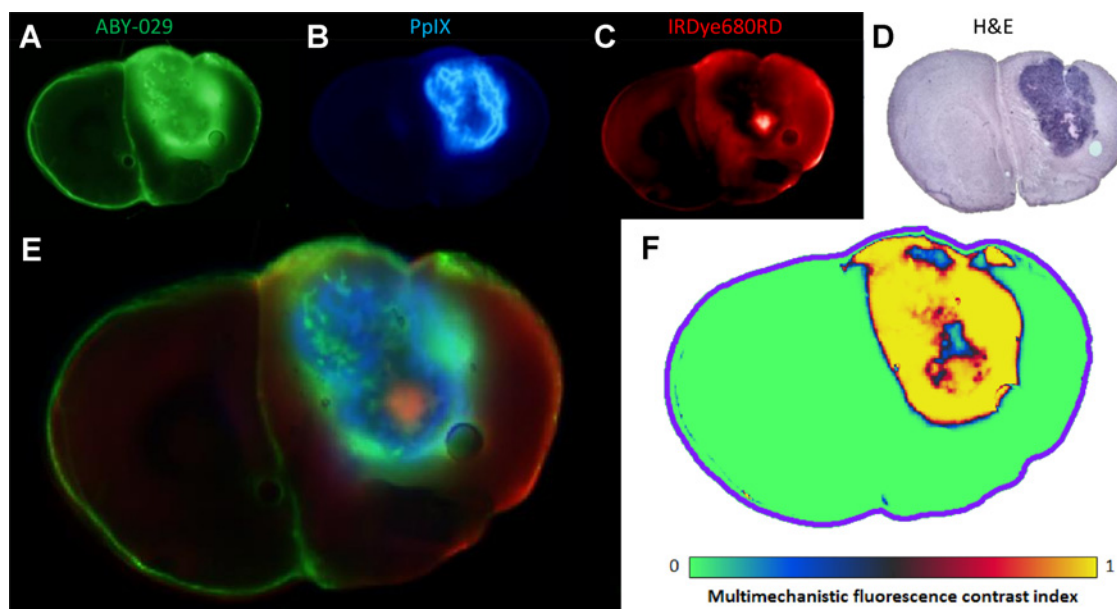 A ABY-029
B PpIX
C IRDye680RD
D H&E
E
F
0 1
Multimechanistic fluorescence contrast index